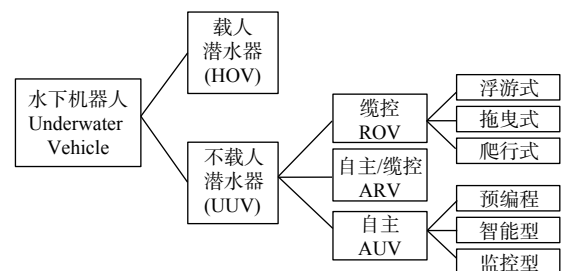 水下机器人
Underwater
Vehicle
载人
潜水器
(HOV)
不载人
潜水器
(UUV)
缆控
ROV
自主/缆控
ARV
自主
AUV
浮游式
拖曳式
爬行式
预编程
智能型
监控型